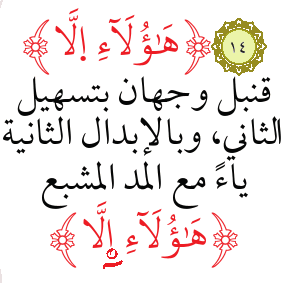 ﴿هَٰٓؤُلَآءِ إِلَّا﴾ ١٤
قنبل وجهان بتسهيل
الثاني، وبالإبدال الثانية
ياءً مع المد المشبع
﴿هَٰٓؤُلَآءِ اِلَّا﴾